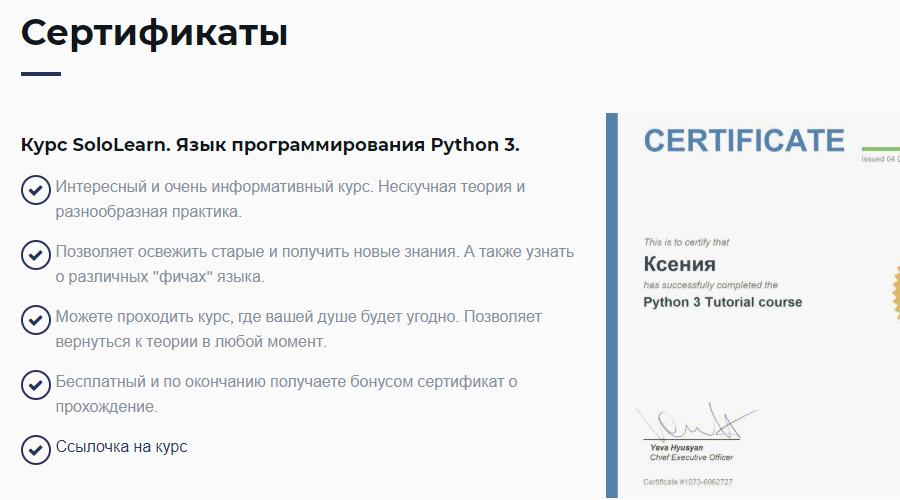 Сертификаты
Курс SoloLearn. Язык программирования Python 3.
Интересный и очень информативный курс. Нескучная теория и
разнообразная практика.
Позволяет освежить старые и получить новые знания. А также узнать
о различных "фичах" языка.
Можете проходить курс, где вашей душе будет угодно. Позволяет
вернуться к теории в любой момент.
Бесплатный и по окончанию получаете бонусом сертификат о
прохождение.
Ссылочка на курс
CERTIFICATE
Issued 04 D
This is to certify that
Ксения
has successfully completed the
Python 3 Tutorial course
Yeva Hyusyan
Chief Executive Officer
Certificate #1073-6062727